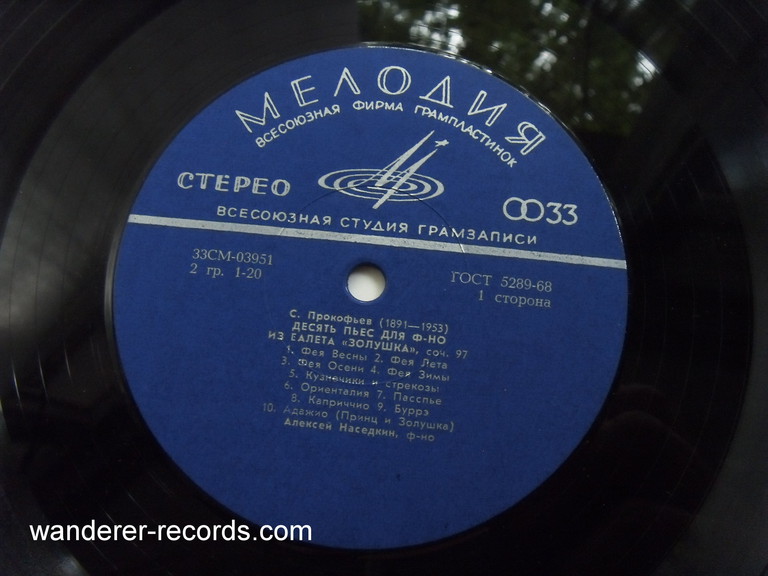 МЕЛОДИЯ
ВСЕСОЮЗНАЯ ФИРМА ГРАМПЛАСТИНОК
СТЕРЕО
33
ВСЕСОЮЗНАЯ СТУДИЯ ГРАМЗАПИСИ
33СМ-03951
ГОСТ 5289-68
2 гр. 1-20
1 сторона
С. Прокофьев (1891—1953)
ДЕСЯТЬ ПЬЕС ДЛЯ Ф-НО
ИЗ ЕАЛЕТА «ЗОЛУШКА», соч. 97
1. Фея Весны 2. Фея Лета
3. Фея Осени 4. Фея Зимы
5. Кузнечики и стрекозы
6. Ориенталия 7. Пасспье
8. Каприччио 9. Буррэ
10. Адажио (Принц и Золушка)
Алексей Наседкин, ф-но
wanderer-records.com